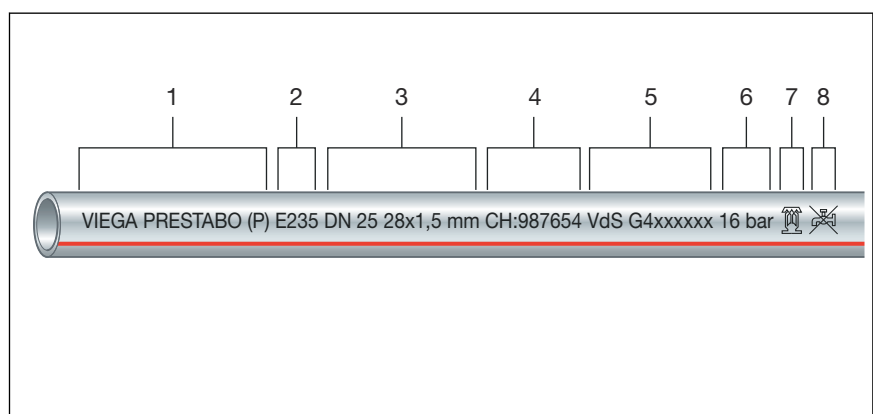 1 2 3 4 5 6 7 8
VIEGA PRESTABO (P) E235 DN 25 28x1,5 mm CH:987654 VdS G4xxxxxx 16 bar